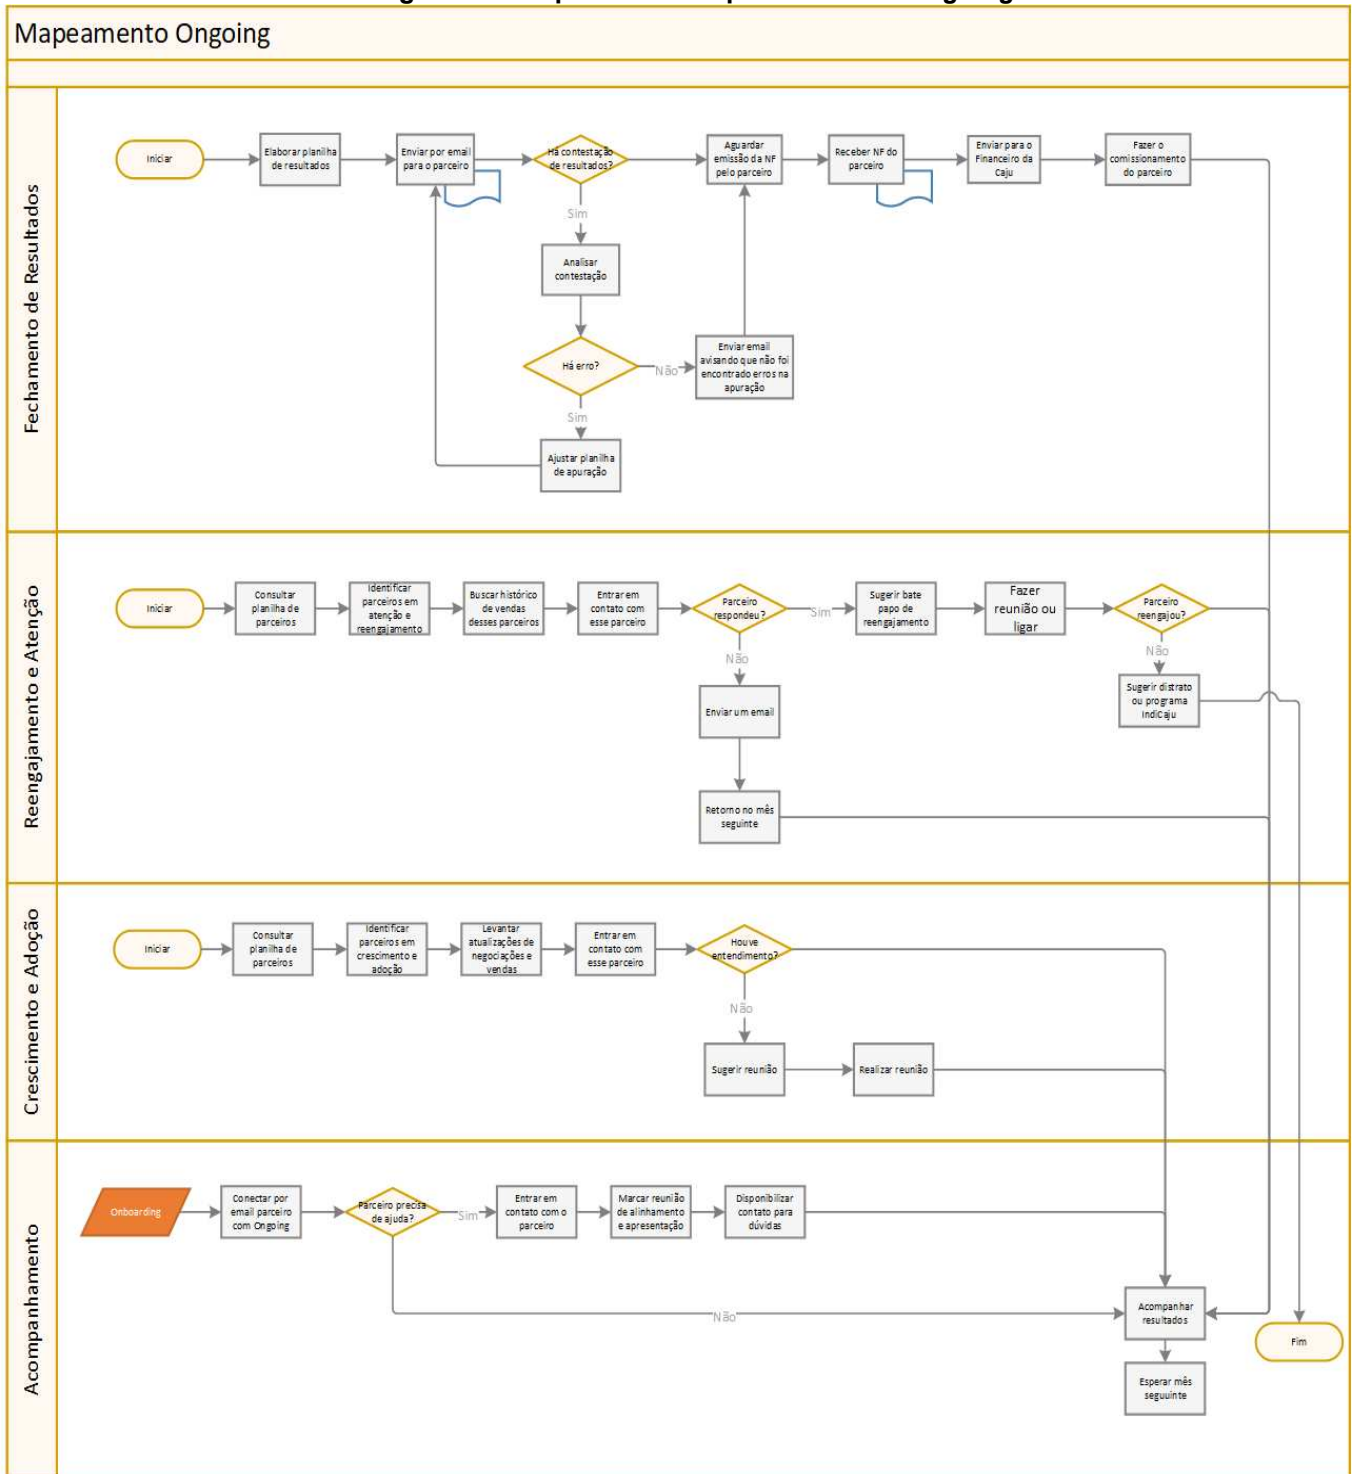 Mapeamento Ongoing
Fechamento de Resultados
Iniciar
Elaborar planilha
de resultados
Enviar por email
para o parceiro
Há contestação
de resultados?
Aguardar
emissão da NF
pelo parceiro
Receber NF do
parceiro
Enviar para o
Financeiro da
Caju
Fazer o
comissionamento
do parceiro
Sim
Analisar
contestação
Há erro?
Não
Enviar email
avisando que não foi
encontrado erros na
apuração
Sim
Ajustar planilha
de apuração
Reengajamento e Atenção
Iniciar
Consultar
planilha de
parceiros
Identificar
parceiros em
atenção e
reengajamento
Buscar histórico
de vendas
desses parceiros
Entrar em
contato com
esse parceiro
Parceiro
respondeu?
Sim
Sugerir bate
papo de
reengajamento
Fazer
reunião ou
ligar
Parceiro
reengajou?
Não
Enviar um email
Retorno no mês
seguinte
Não
Sugerir distrato
ou programa
IndiCaju
Crescimento e Adoção
Iniciar
Consultar
planilha de
parceiros
Identificar
parceiros em
crescimento e
adoção
Levantar
atualizações de
negociações e
vendas
Entrar em
contato com
esse parceiro
Houve
entendimento?
Não
Sugerir reunião
Realizar reunião
Acompanhamento
Onboarding
Conectar por
email parceiro
com Ongoing
Parceiro precisa
de ajuda?
Sim
Entrar em
contato com o
parceiro
Marcar reunião
de alinhamento
e apresentação
Disponibilizar
contato para
dúvidas
Não
Acompanhar
resultados
Fim
Esperar mês
seguuinte